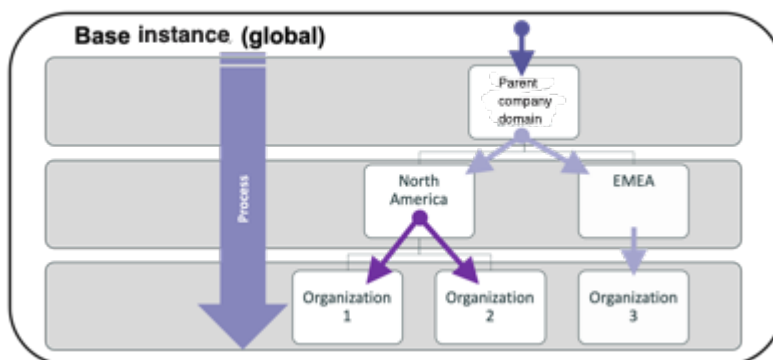 Base instance (global)
Parent
company
domain
Process
North
America
EMEA
Organization
1
Organization
2
Organization
3